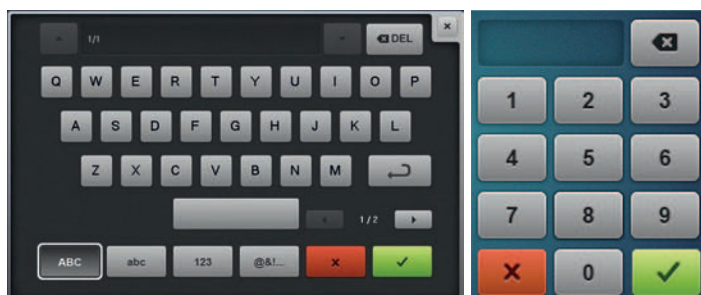 1/1 DEL
Q W E R T Y U I O P
A S D F G H J K L
Z X C V B N M
1/2
ABC abc 123 @&!...
1 2 3
4 5 6
7 8 9
0